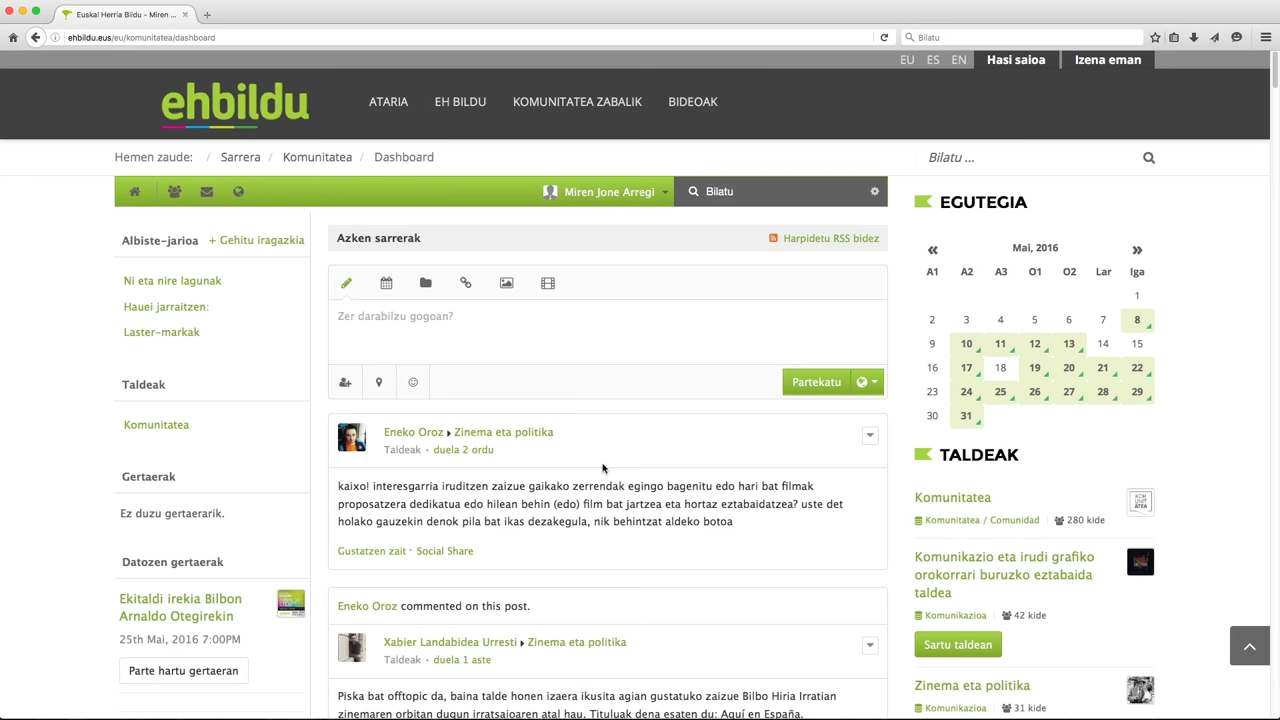 Euskal Herria Bildu - Miren ...
ehbildu.eus/eu/komunitatea/dashboard
Bilatu
EU ES EN Hasi saioa Izena eman
ehbildu
ATARIA EH BILDU KOMUNITATEA ZABALIK BIDEOAK
Hemen zaude: / Sarrera / Komunitatea / Dashboard
Bilatu ...
Miren Jone Arregi
Bilatu
Albiste-jarioa + Gehitu iragazkia
Ni eta nire lagunak
Hauei jarraitzen:
Laster-markak
Taldeak
Komunitatea
Gertaerak
Ez duzu gertaerarik.
Datozen gertaerak
Ekitaldi irekia Bilbon
Arnaldo Otegirekin
25th Mai, 2016 7:00PM
Parte hartu gertaeran
Azken sarrerak
Harpidetu RSS bidez
Zer darabilzu gogoan?
Partekatu
Eneko Oroz Zinema eta politika
Taldeak · duela 2 ordu
kaixo! interesgarria iruditzen zaizue gaikako zerrendak egingo bagenitu edo hari bat filmak
proposatzera dedikatua edo hilean behin (edo) film bat jartzea eta hortaz eztabaidatzea? uste det
holako gauzekin denok pila bat ikas dezakegula, nik behintzat aldeko botoa
Gustatzen zait · Social Share
Eneko Oroz commented on this post.
Xabier Landabidea Urresti Zinema eta politika
Taldeak · duela 1 aste
Piska bat offtopic da, baina talde honen izaera ikusita agian gustatuko zaizue Bilbo Hiria Irratian
zinemaren orbitan dugun irratsaioaren atal hau. Tituluak dena esaten du: Aquí en España,
EGUTEGIA
« Mai, 2016 »
A1 A2 A3 O1 O2 Lar Iga
1
2 3 4 5 6 7 8
9 10 11 12 13 14 15
16 17 18 19 20 21 22
23 24 25 26 27 28 29
30 31
TALDEAK
Komunitatea
Komunitatea / Comunidad 280 kide
Komunikazio eta irudi grafiko
orokorrari buruzko eztabaida
taldea
Komunikazioa 42 kide
Sartu taldean
Zinema eta politika
Komunikazioa 31 kide